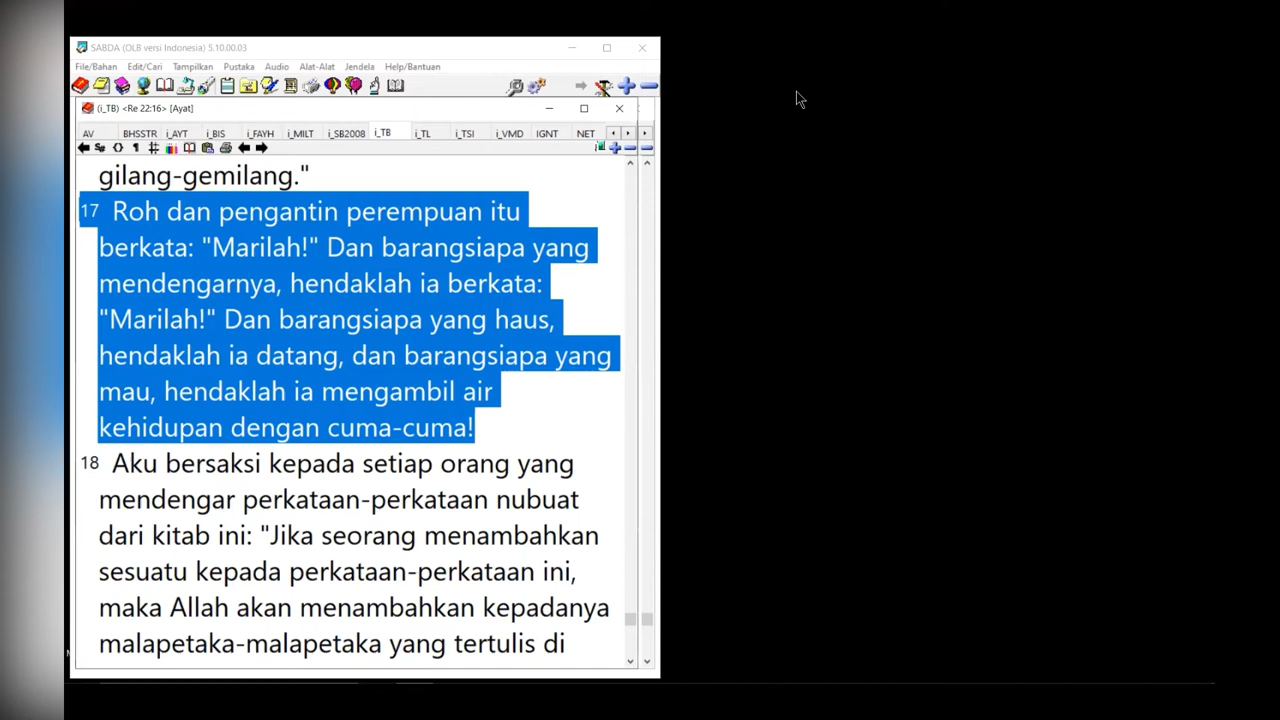 SABDA (OLB versi Indonesia) 5.10.00.03
File/Bahan Edit/Cari Tampilkan Pustaka Audio Alat-Alat Jendela Help/Bantuan
(i_TB) <Re 22:16> [Ayat]
AV BHSSTR i_AYT i_BIS i_FAYH i_MILT i_SB2008 i_TB i_TL i_TSI i_VMD IGNT NET
gilang-gemilang."
17 Roh dan pengantin perempuan itu
berkata: "Marilah!" Dan barangsiapa yang
mendengarnya, hendaklah ia berkata:
"Marilah!" Dan barangsiapa yang haus,
hendaklah ia datang, dan barangsiapa yang
mau, hendaklah ia mengambil air
kehidupan dengan cuma-cuma!
18 Aku bersaksi kepada setiap orang yang
mendengar perkataan-perkataan nubuat
dari kitab ini: "Jika seorang menambahkan
sesuatu kepada perkataan-perkataan ini,
maka Allah akan menambahkan kepadanya
malapetaka-malapetaka yang tertulis di